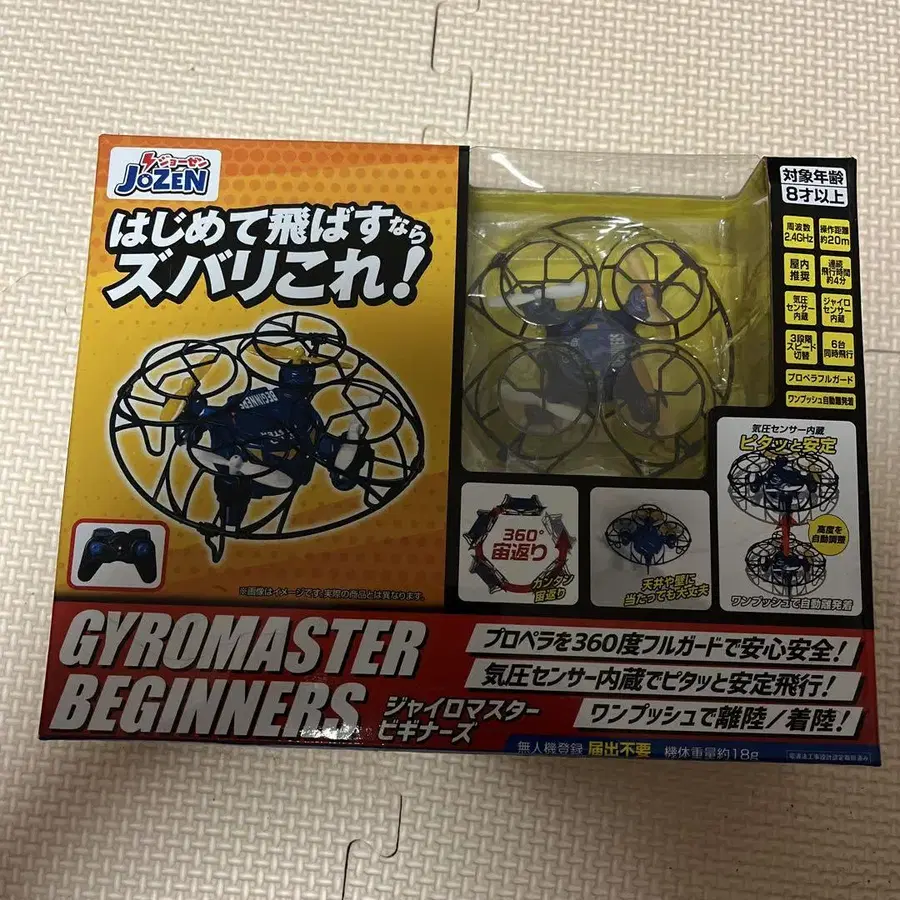 ジョーゼン
JOZEN
はじめて飛ばすなら
ズバリこれ!
BEGINNERS
※画像はイメージです。実際の商品とは異なります。
対象年齢
8才以上
周波数
2.4GHz
操作距離
約20m
屋内
推奨
連続
飛行時間
約4分
気圧
センサー
内蔵
ジャイロ
センサー
内蔵
3段階
スピード
切替
6台
同時飛行
プロペラフルガード
ワンプッシュ自動離発着
360°
宙返り
カンタン
宙返り
天井や壁に
当たっても大丈夫
気圧センサー内蔵
ピタッと安定
高度を
自動調整
ワンプッシュで自動離発着
GYROMASTER
BEGINNERS
ジャイロマスター
ビギナーズ
プロペラを360度フルガードで安心安全!
気圧センサー内蔵でピタッと安定飛行!
ワンプッシュで離陸/着陸!
無人機登録 届出不要 機体重量約18g